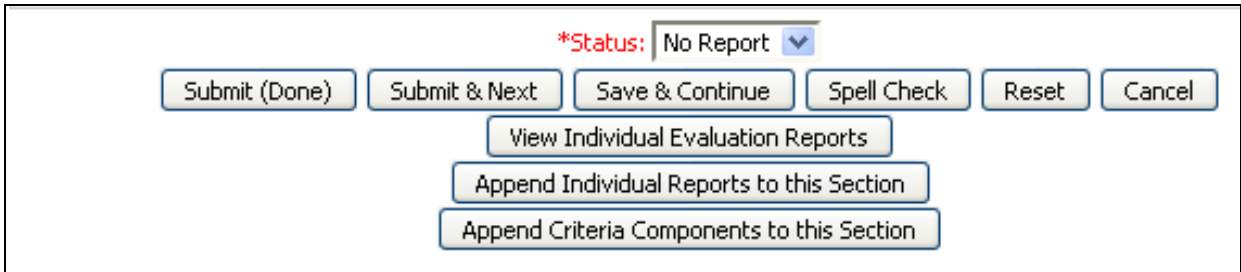 *Status: No Report
Submit (Done) Submit & Next Save & Continue Spell Check Reset Cancel
View Individual Evaluation Reports
Append Individual Reports to this Section
Append Criteria Components to this Section